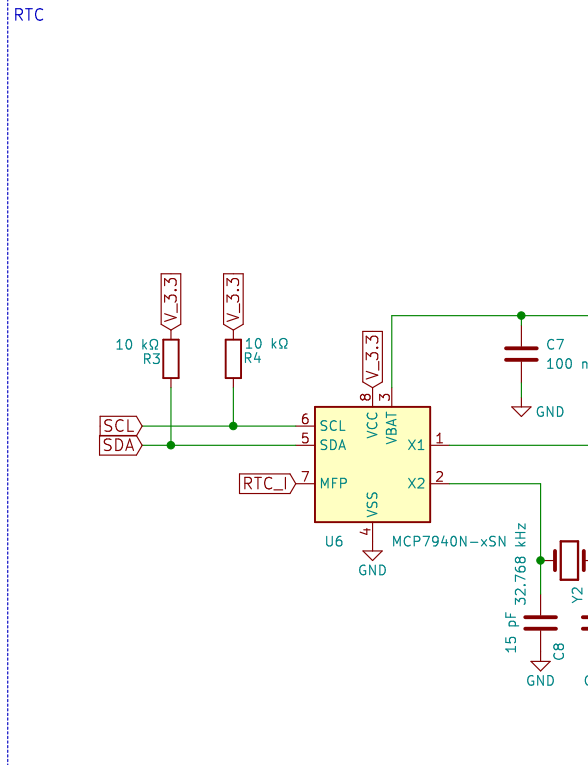 RTC
V_3.3
V_3.3
10 kΩ
R3
10 kΩ
R4
V_3.3
C7
100 n
GND
8
3
SCL
6
SCL
VCC
VBAT
SDA
5
SDA
X1
1
RTC_I
7
MFP
X2
2
VSS
4
U6
MCP7940N-xSN
GND
32.768 kHz
Y2
15 pF
C8
GND